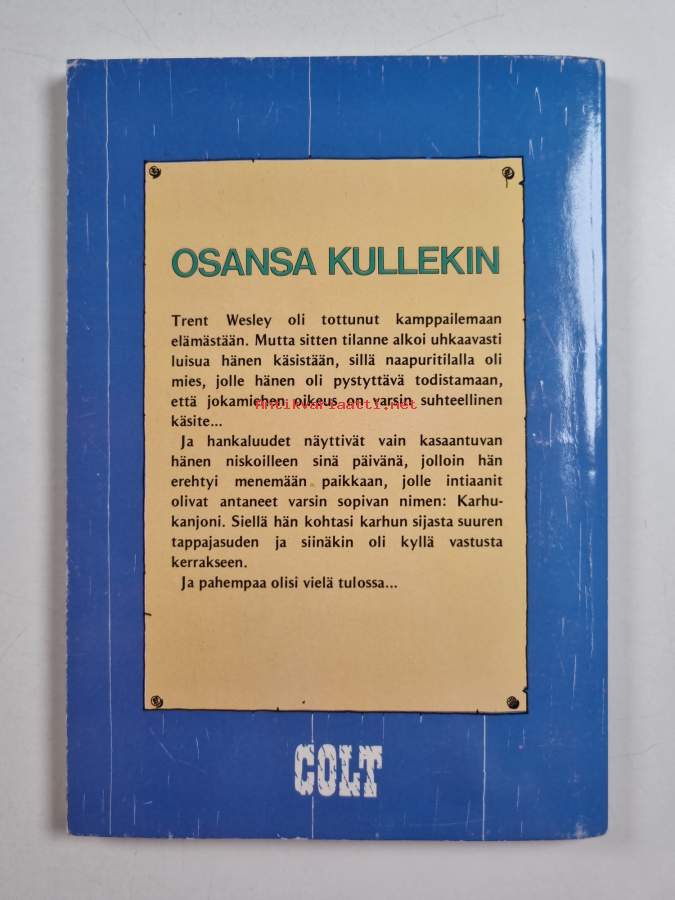 OSANSA KULLEKIN
Trent Wesley oli tottunut kamppailemaan
elämästään. Mutta sitten tilanne alkoi uhkaavasti
luisua hänen käsistään, sillä naapuritilalla oli
mies, jolle hänen oli pystyttävä todistamaan,
että jokamiehen oikeus on varsin suhteellinen
Antikvariaatti.net
käsite...
Ja hankaluudet näyttivät vain kasaantuvan
hänen niskoilleen sinä päivänä, jolloin hän
erehtyi menemään paikkaan, jolle intiaanit
olivat antaneet varsin sopivan nimen: Karhu-
kanjoni. Siellä hän kohtasi karhun sijasta suuren
tappajasuden ja siinäkin oli kyllä vastusta
kerrakseen.
Ja pahempaa olisi vielä tulossa...
COLT